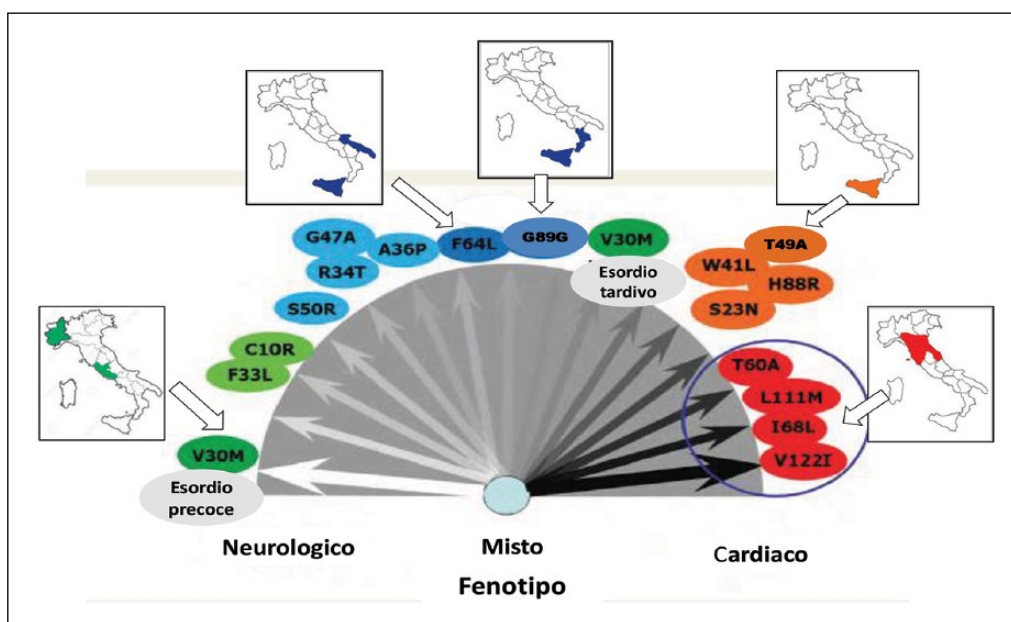 G47A
A36P
F64L
G89G
V30M
Esordio
tardivo
R34T
S50R
C10R
F33L
V30M
Esordio
precoce
T49A
W41L
H88R
S23N
T60A
L111M
I68L
V122I
Neurologico
Misto
Cardiaco
Fenotipo